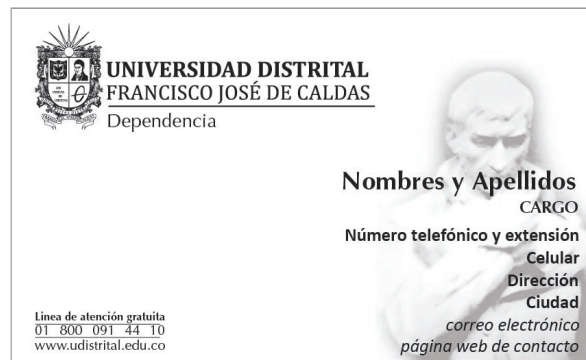 UNIVERSIDAD DISTRITAL
FRANCISCO JOSÉ DE CALDAS
Dependencia
Nombres y Apellidos
CARGO
Número telefónico y extensión
Celular
Dirección
Ciudad
correo electrónico
página web de contacto
Linea de atención gratuita
01 800 091 44 10
www.udistrital.edu.co